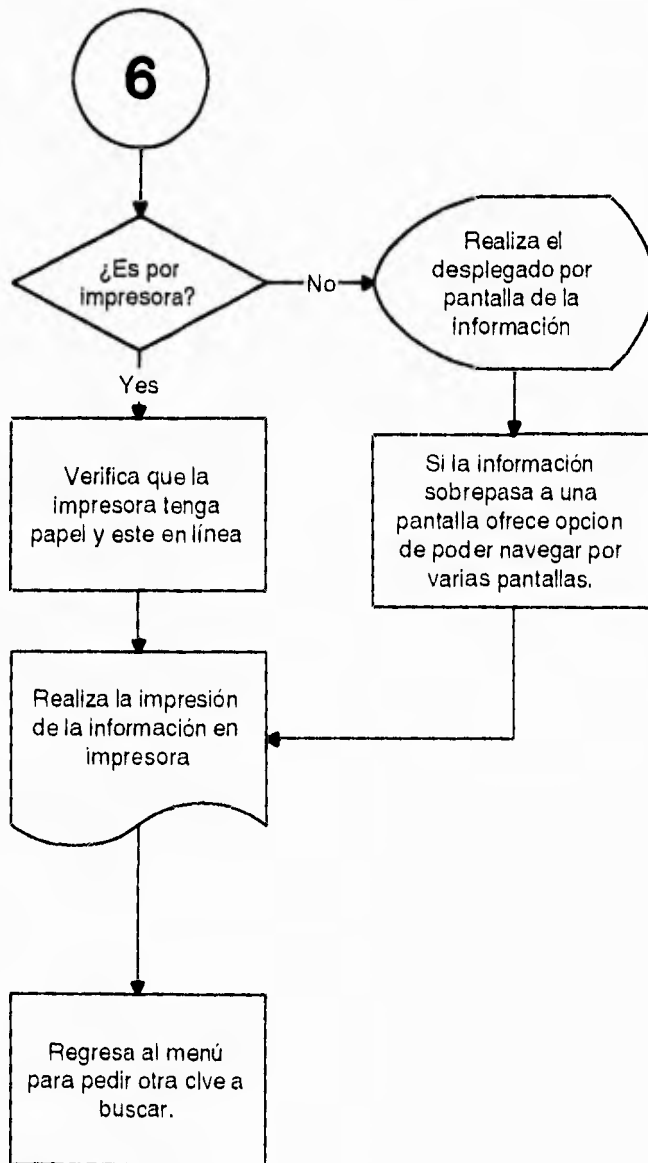 6
¿Es por
impresora?
No
Realiza el
desplegado por
pantalla de la
información
Yes
Verifica que la
impresora tenga
papel y este en línea
Si la información
sobrepasa a una
pantalla ofrece opcion
de poder navegar por
varias pantallas.
Realiza la impresión
de la información en
impresora
Regresa al menú
para pedir otra clve a
buscar.